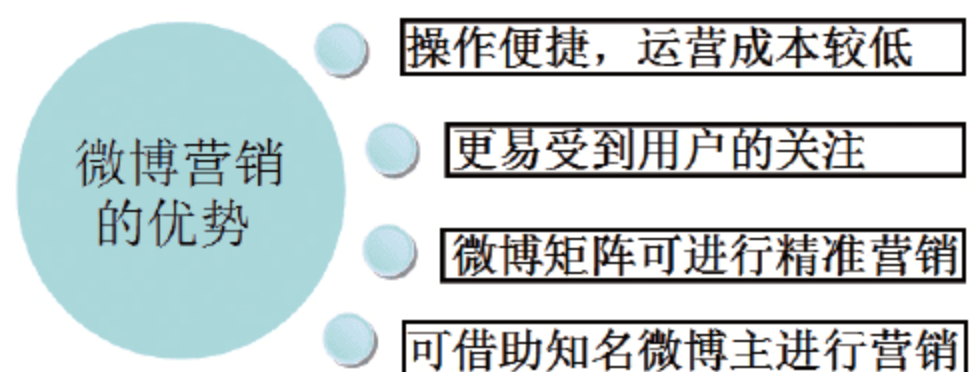 微博营销
的优势
操作便捷，运营成本较低
更易受到用户的关注
微博矩阵可进行精准营销
可借助知名微博主进行营销